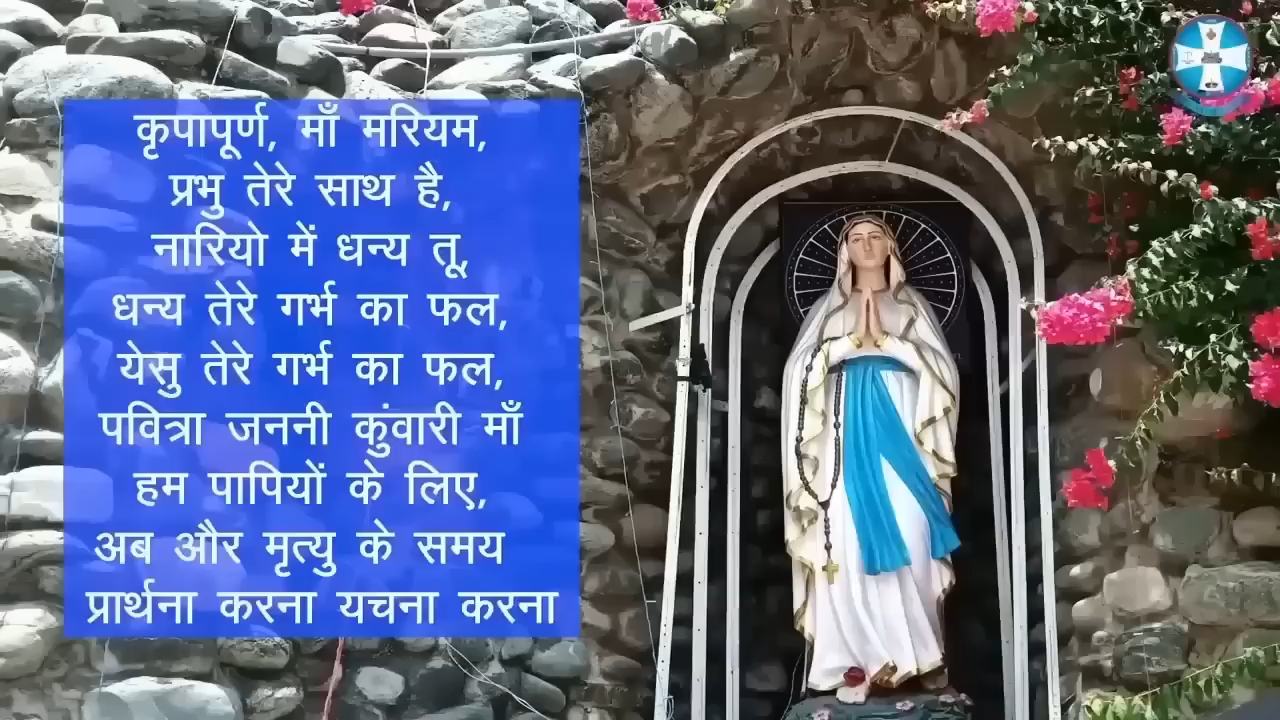 कृपापूर्ण, माँ मरियम,
प्रभु तेरे साथ है,
नारियो में धन्य तू,
धन्य तेरे गर्भ का फल,
येसु तेरे गर्भ का फल,
पवित्रा जननी कुंवारी माँ
हम पापियों के लिए,
अब और मृत्यु के समय
प्रार्थना करना यचना करना